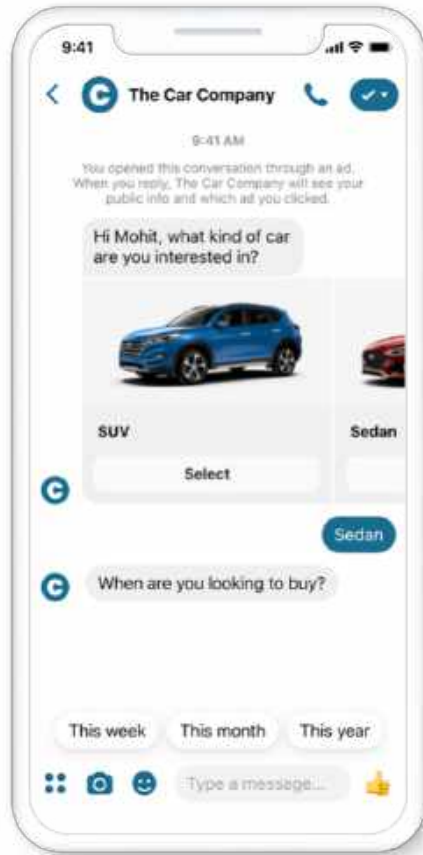 9:41
The Car Company
9:41 AM
You opened this conversation through an ad.
When you reply, The Car Company will see your
public info and which ad you clicked.
Hi Mohit, what kind of car
are you interested in?
SUV
Sedan
Select
Sedan
When are you looking to buy?
This week
This month
This year
Type a message...